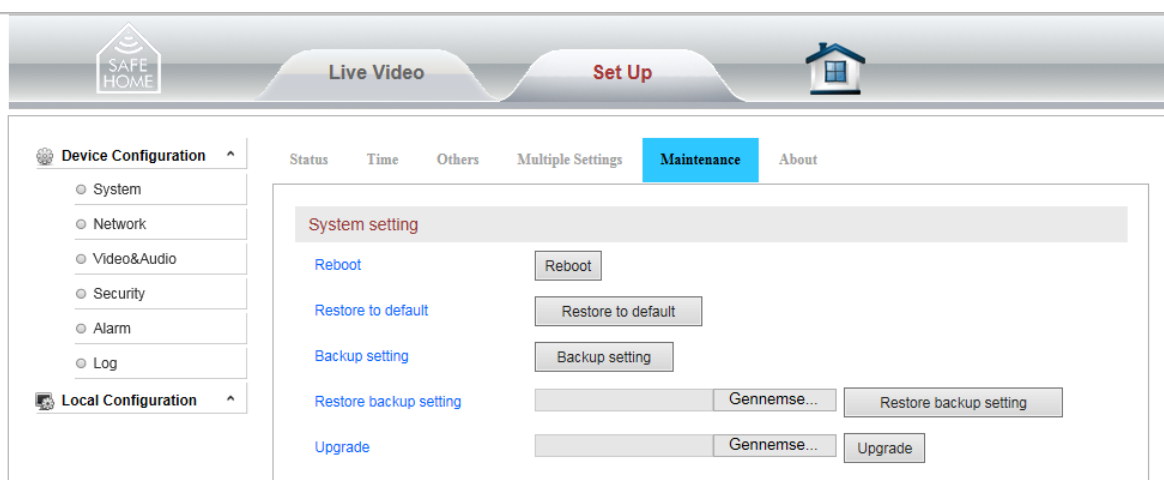 SAFE
HOME
Live Video
Set Up
Device Configuration
System
Network
Video&Audio
Security
Alarm
Log
Local Configuration
Status Time Others Multiple Settings Maintenance About
System setting
Reboot Reboot
Restore to default Restore to default
Backup setting Backup setting
Restore backup setting Gennemse... Restore backup setting
Upgrade Gennemse... Upgrade